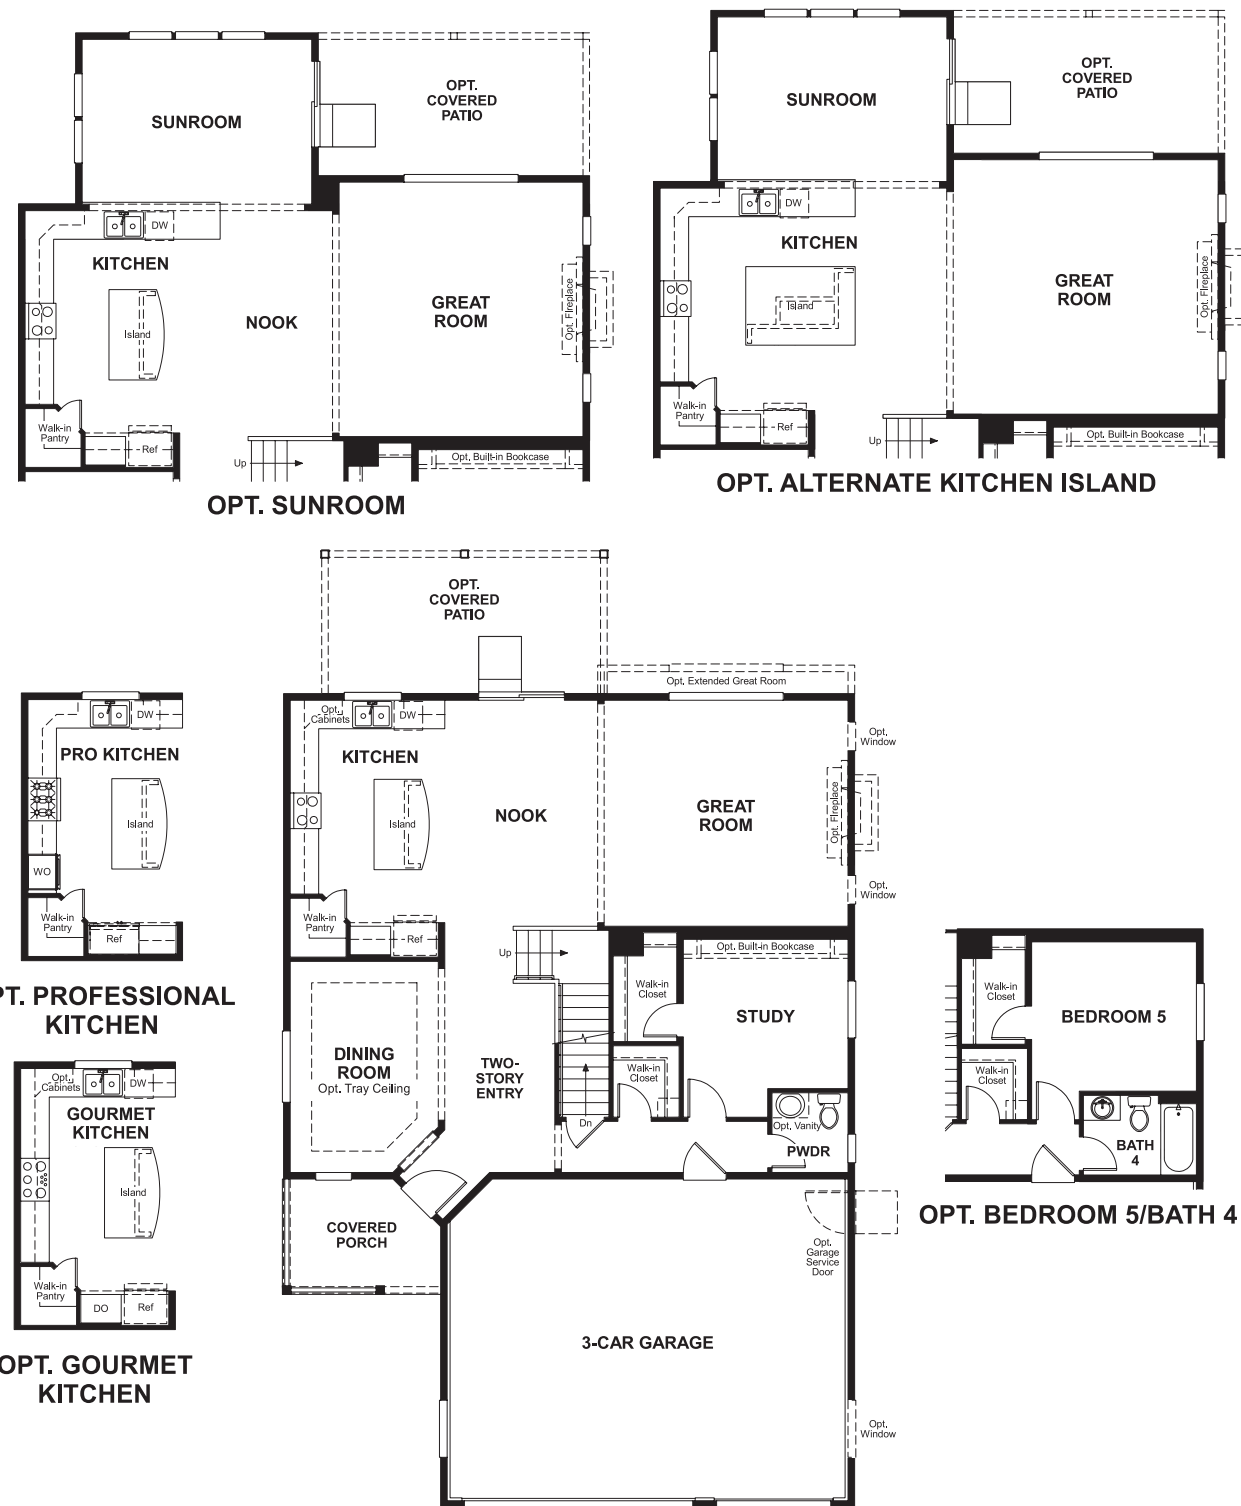 SUNROOM
OPT.
COVERED
PATIO
DW
KITCHEN
Island
NOOK
GREAT
ROOM
Opt. Fireplace
Walk-in
Pantry
Ref
Up
Opt. Built-in Bookcase
OPT. SUNROOM
SUNROOM
OPT.
COVERED
PATIO
DW
KITCHEN
Island
GREAT
ROOM
Opt. Fireplace
Walk-in
Pantry
Ref
Up
Opt. Built-in Bookcase
OPT. ALTERNATE KITCHEN ISLAND
DW
PRO KITCHEN
Island
WO
Walk-in
Pantry
Ref
PT. PROFESSIONAL
KITCHEN
Opt.
Cabinets
DW
GOURMET
KITCHEN
Island
Walk-in
Pantry
DO
Ref
OPT. GOURMET
KITCHEN
OPT.
COVERED
PATIO
Opt. Extended Great Room
Opt.
Cabinets
DW
Opt.
Window
KITCHEN
Island
NOOK
GREAT
ROOM
Opt. Fireplace
Opt.
Window
Walk-in
Pantry
Ref
Up
Opt. Built-in Bookcase
Walk-in
Closet
STUDY
DINING
ROOM
Opt. Tray Ceiling
TWO-
STORY
ENTRY
Walk-in
Closet
Dn
Opt. Vanity
PWDR
COVERED
PORCH
Opt.
Garage
Service
Door
3-CAR GARAGE
Opt.
Window
Walk-in
Closet
BEDROOM 5
Walk-in
Closet
BATH
4
OPT. BEDROOM 5/BATH 4